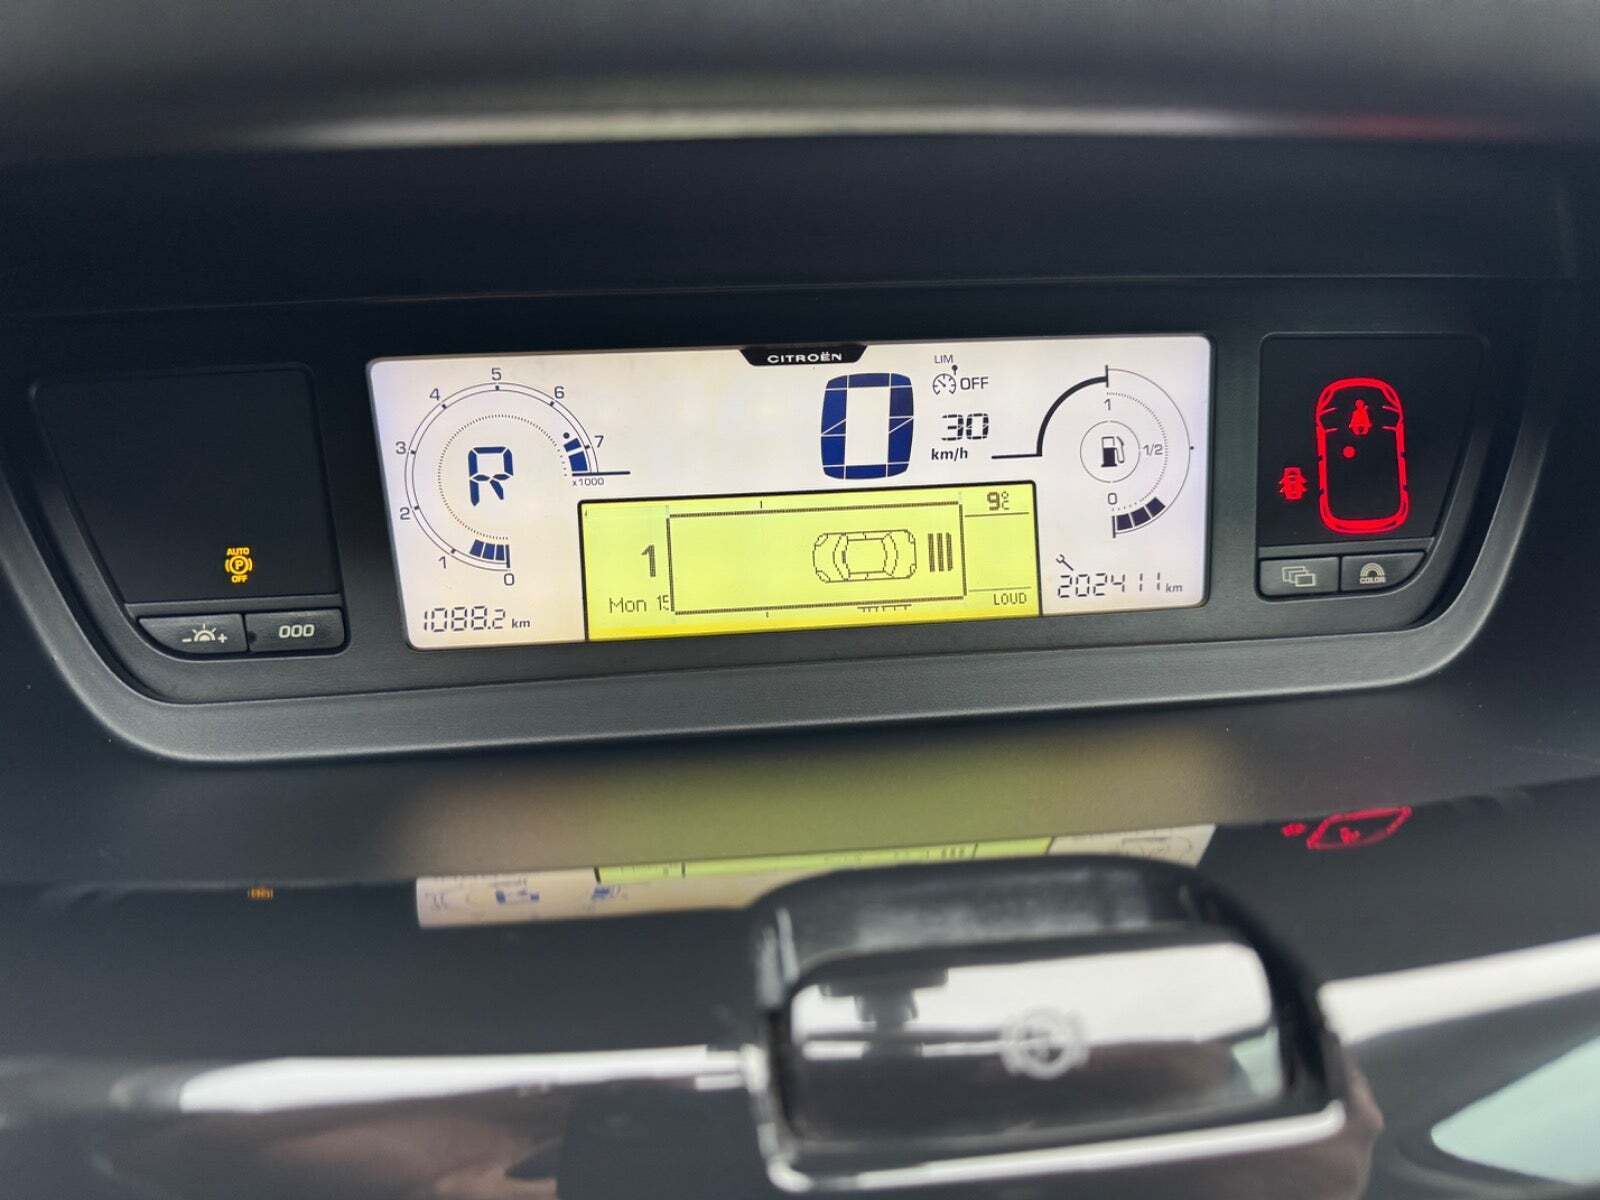 CITROËN
LIM
OFF
30
km/h
0
5
4
6
3
7
2
x1000
1
0
R
1
1/2
0
9°C
1
Mon 15
LOUD
1088.2 km
202411 km
AUTO
P
OFF
- +
000
COLOR